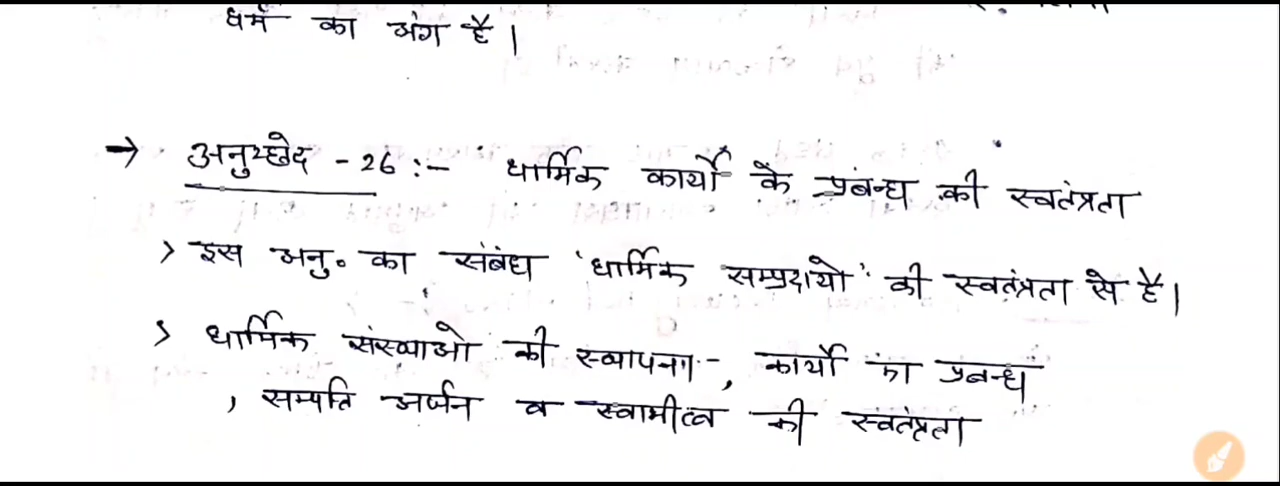 धर्म का अंग है।
→ अनुच्छेद - 26 :- धार्मिक कार्यों के प्रबन्ध की स्वतंत्रता
> इस अनु० का संबंध 'धार्मिक सम्प्रदायो' की स्वतंत्रता से है।
> धार्मिक संस्थाओ की स्थापना -, कार्यों का प्रबन्ध
, सम्पति अर्जन व स्वामीत्व की स्वतंत्रता